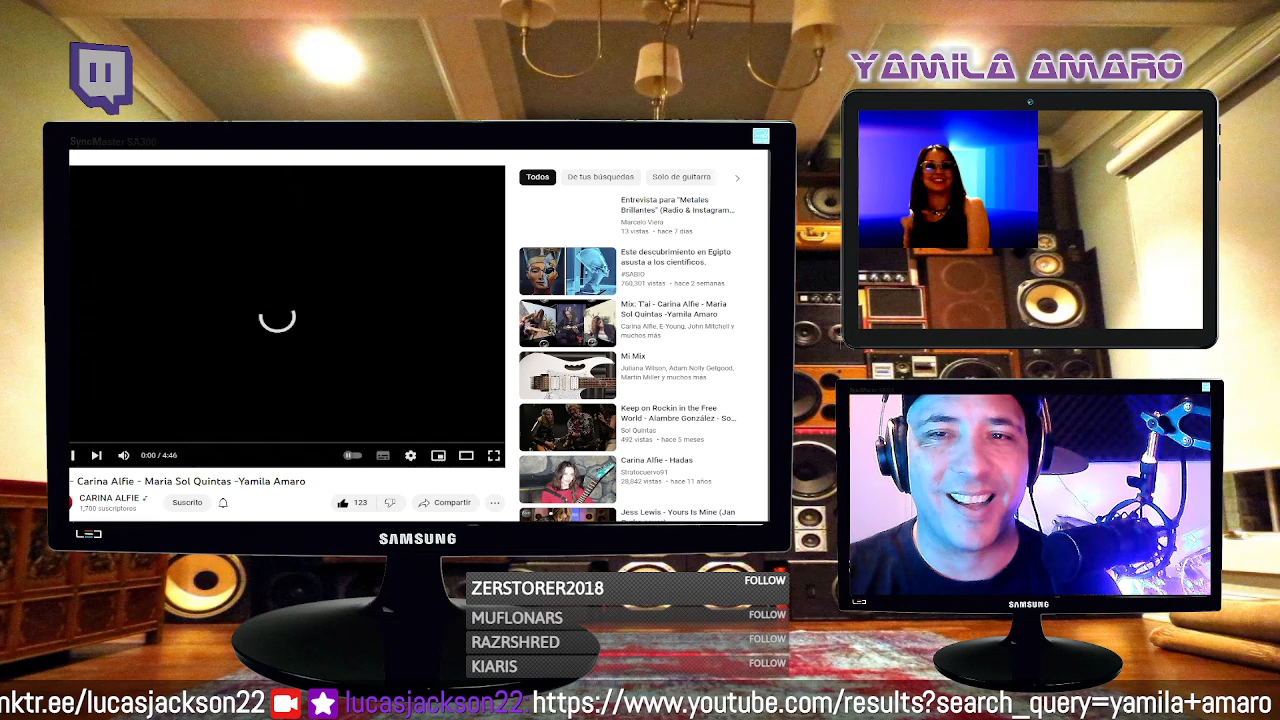 YAMILA AMARO
SyncMaster SA300
Todos
De tus búsquedas
Solo de guitarra
Entrevista para "Metales
Brillantes" (Radio & Instagram...
Marcelo Viera
13 vistas • hace 7 días
Este descubrimiento en Egipto
asusta a los científicos.
#SABIO
760,301 vistas • hace 2 semanas
Mix: T'ai - Carina Alfie - Maria
Sol Quintas -Yamila Amaro
Carina Alfie, E-Young, John Mitchell y
muchos más
Mi Mix
Juliana Wilson, Adam Nolly Getgood,
Martin Miller y muchos más
Keep on Rockin in the Free
World - Alambre González - So...
Sol Quintas
492 vistas • hace 5 meses
Carina Alfie - Hadas
Stratocuervo91
28,842 vistas • hace 11 años
Jess Lewis - Yours Is Mine (Jan
0:00 / 4:46
- Carina Alfie - Maria Sol Quintas -Yamila Amaro
CARINA ALFIE
1,700 suscriptores
Suscrito
123
Compartir
LED
SAMSUNG
SAMSUNG
ZERSTORER2018 FOLLOW
MUFLONARS FOLLOW
RAZRSHRED FOLLOW
KIARIS FOLLOW
nktr.ee/lucasjackson22 lucasjackson22: https://www.youtube.com/results?search_query=yamila+amaro